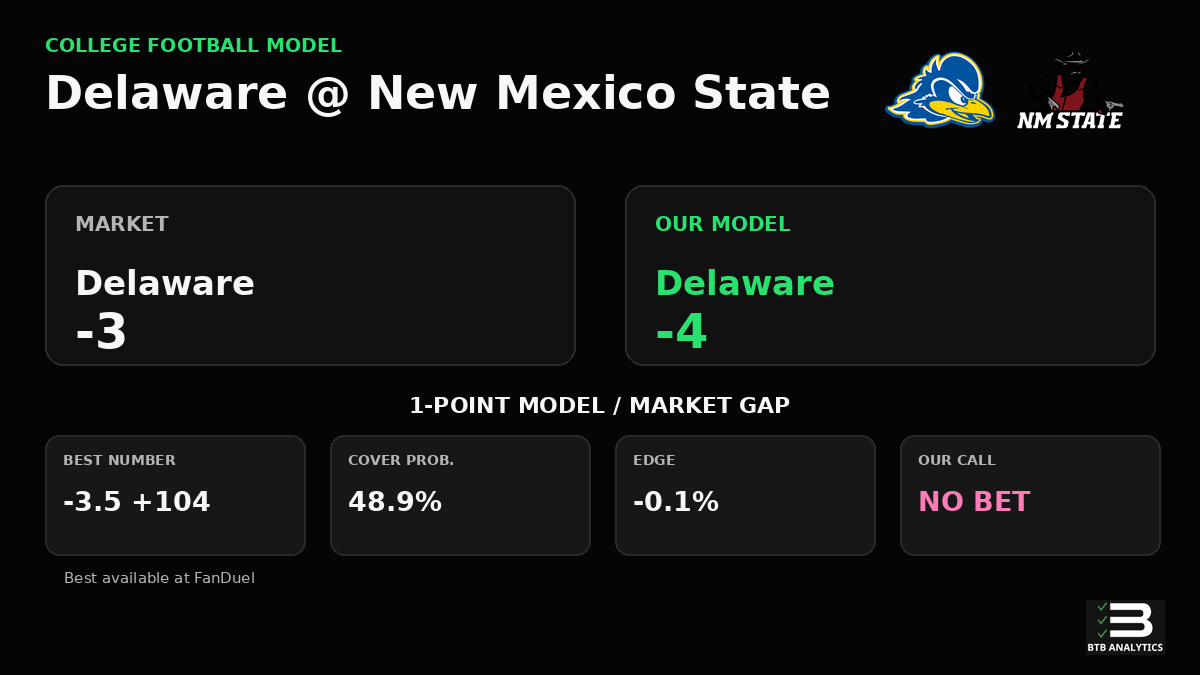 COLLEGE FOOTBALL MODEL
Delaware @ New Mexico State
NM STATE
MARKET
Delaware
-3
OUR MODEL
Delaware
-4
1-POINT MODEL / MARKET GAP
BEST NUMBER
-3.5 +104
COVER PROB.
48.9%
EDGE
-0.1%
OUR CALL
NO BET
Best available at FanDuel
B
BTB ANALYTICS